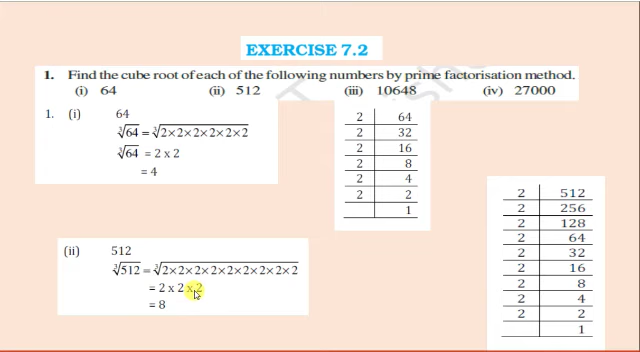 EXERCISE 7.2
1. Find the cube root of each of the following numbers by prime factorisation method.
(i) 64 (ii) 512 (iii) 10648 (iv) 27000
1. (i) 64
∛64 = ∛2×2×2×2×2×2
∛64 = 2 x 2
= 4
2 64
2 32
2 16
2 8
2 4
2 2
1
(ii) 512
∛512 = ∛2×2×2×2×2×2×2×2×2
= 2 x 2 x 2
= 8
2 512
2 256
2 128
2 64
2 32
2 16
2 8
2 4
2 2
1